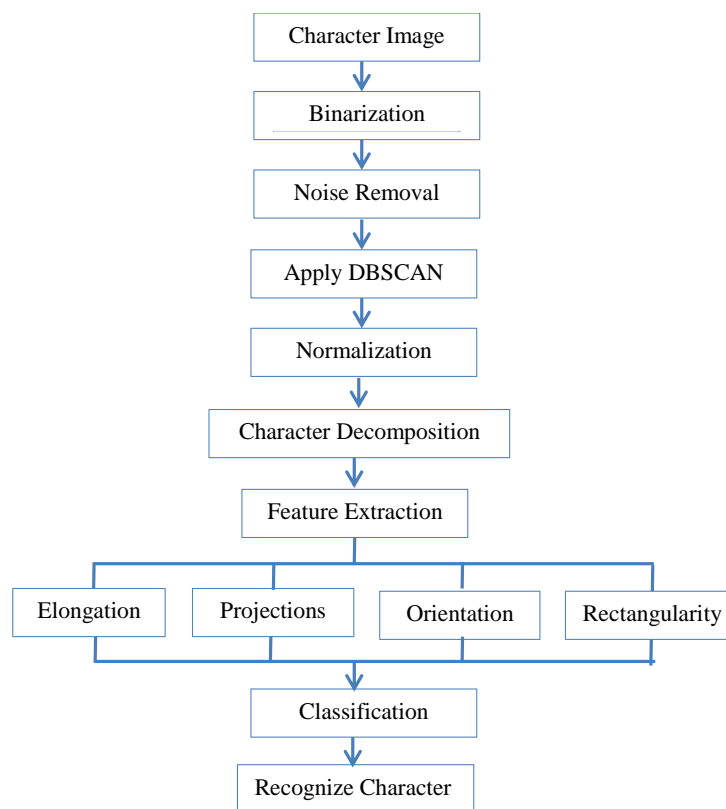 Character Image
Binarization
Noise Removal
Apply DBSCAN
Normalization
Character Decomposition
Feature Extraction
Elongation
Projections
Orientation
Rectangularity
Classification
Recognize Character